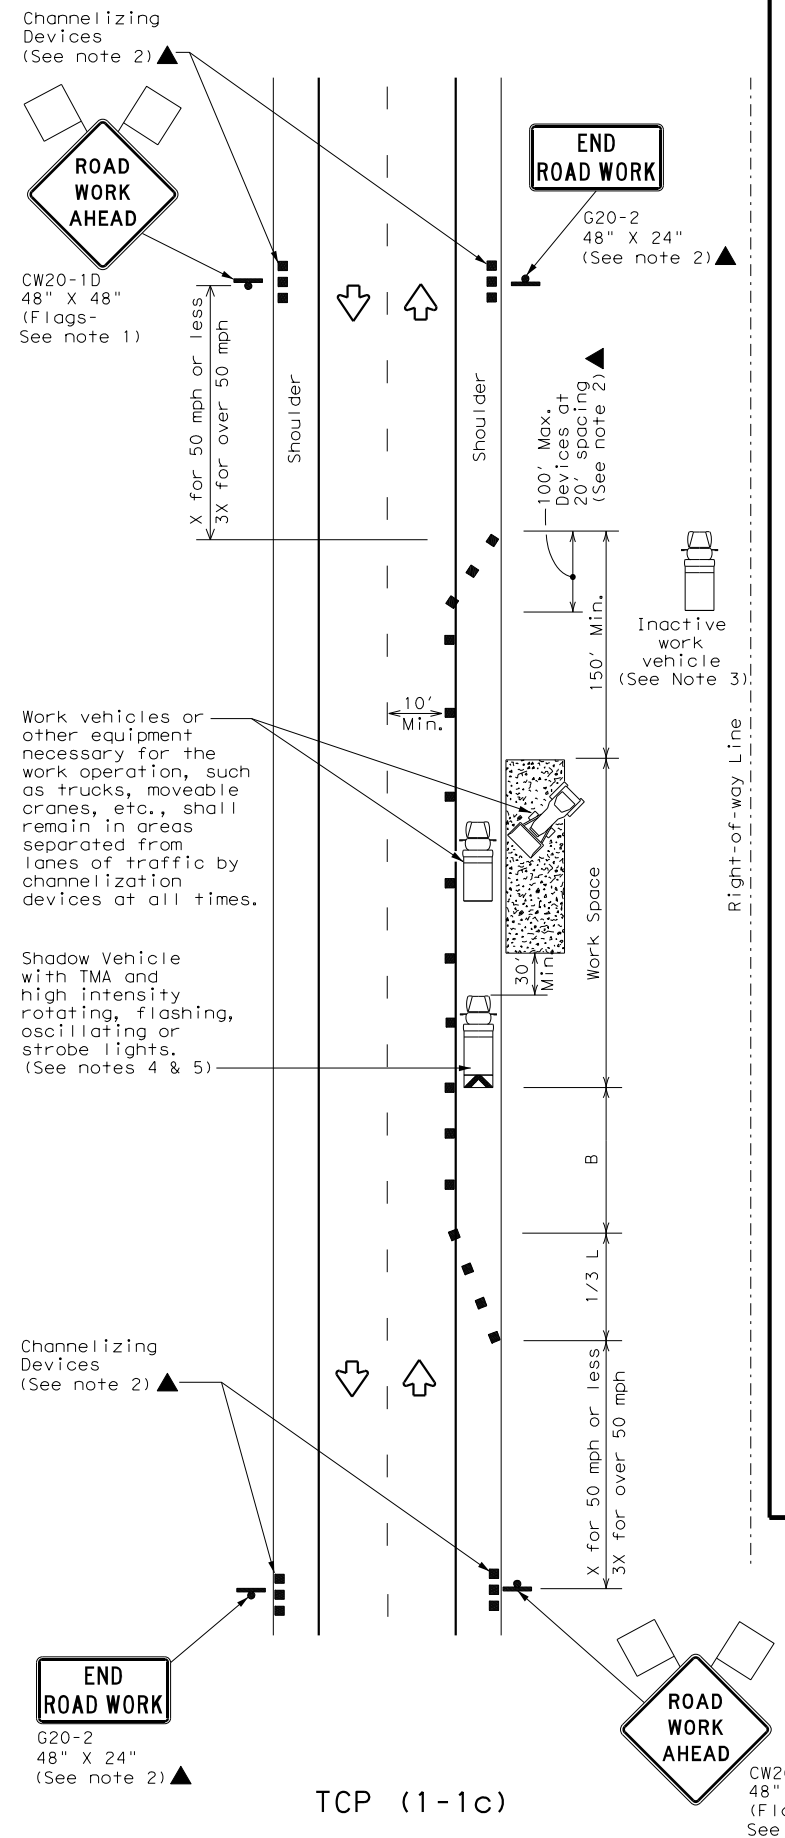 Channelizing
Devices
(See note 2)
ROAD
WORK
AHEAD
CW20-1D
48" X 48"
(Flags-
See note 1)
END
ROAD WORK
G20-2
48" X 24"
(See note 2)
X for 50 mph or less
3X for over 50 mph
Shoulder
Shoulder
100' Max.
Devices at
20' spacing
(See note 2)
150' Min.
Inactive
work
vehicle
(See Note 3)
10'
Min.
Work vehicles or
other equipment
necessary for the
work operation, such
as trucks, moveable
cranes, etc., shall
remain in areas
separated from
lanes of traffic by
channelization
devices at all times.
Right-of-way Line
Work Space
30'
Min.
Shadow Vehicle
with TMA and
high intensity
rotating, flashing,
oscillating or
strobe lights.
(See notes 4 & 5)
B
1/3 L
Channelizing
Devices
(See note 2)
X for 50 mph or less
3X for over 50 mph
END
ROAD WORK
G20-2
48" X 24"
(See note 2)
ROAD
WORK
AHEAD
48"
See
TCP (1-1c)